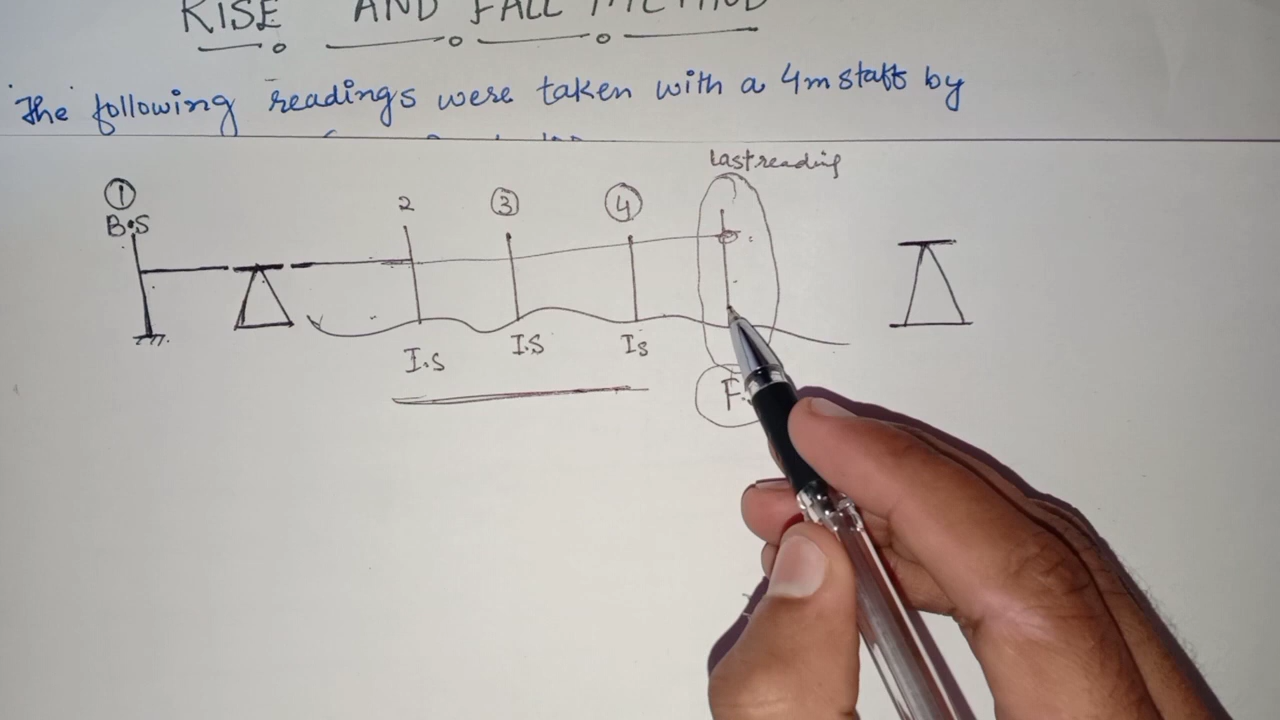 RISE AND FALL METHOD
The following readings were taken with a 4m staff by
Last reading
① 2 ③ ④
B.S
I.S I.S Is
F.